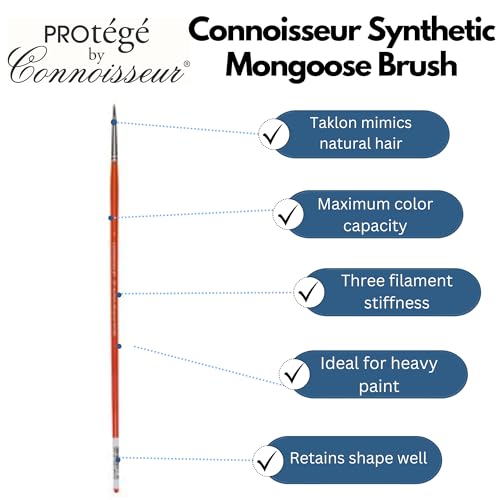 PROtégé
by
Connoisseur®
Connoisseur Synthetic
Mongoose Brush
Taklon mimics
natural hair
Maximum color
capacity
Three filament
stiffness
Ideal for heavy
paint
Retains shape well